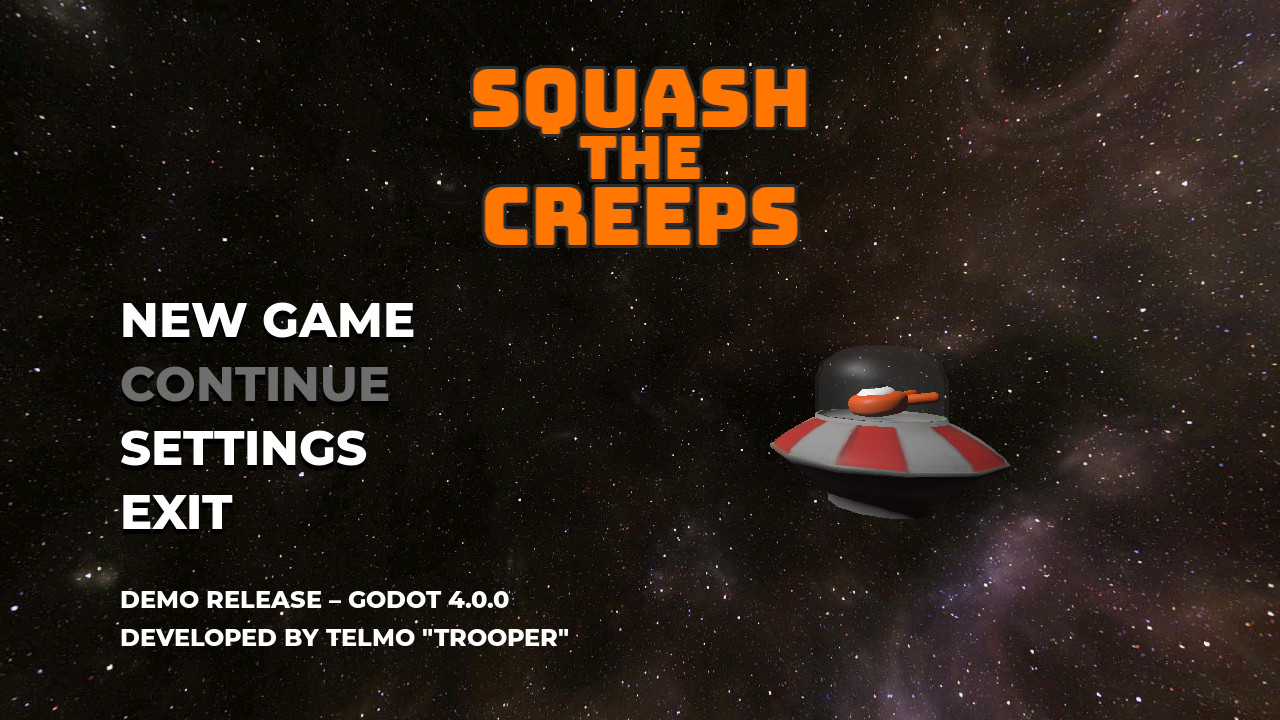 SQUASH
THE
CREEPS
NEW GAME
CONTINUE
SETTINGS
EXIT
DEMO RELEASE – GODOT 4.0.0
DEVELOPED BY TELMO "TROOPER"